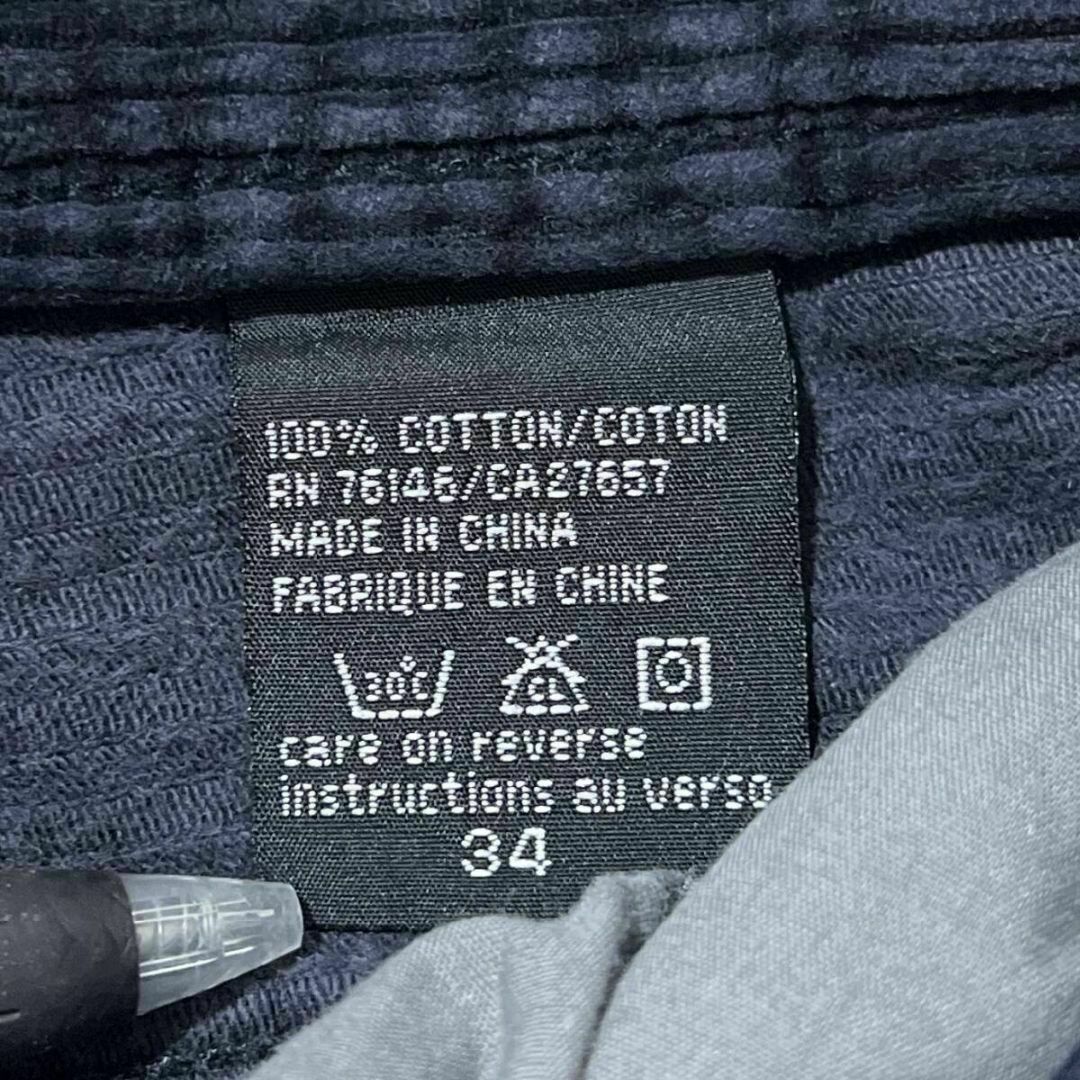 100% COTTON/COTON
RN 76146/CA27657
MADE IN CHINA
FABRIQUE EN CHINE
30C CL
care on reverse
instructions au verso
34